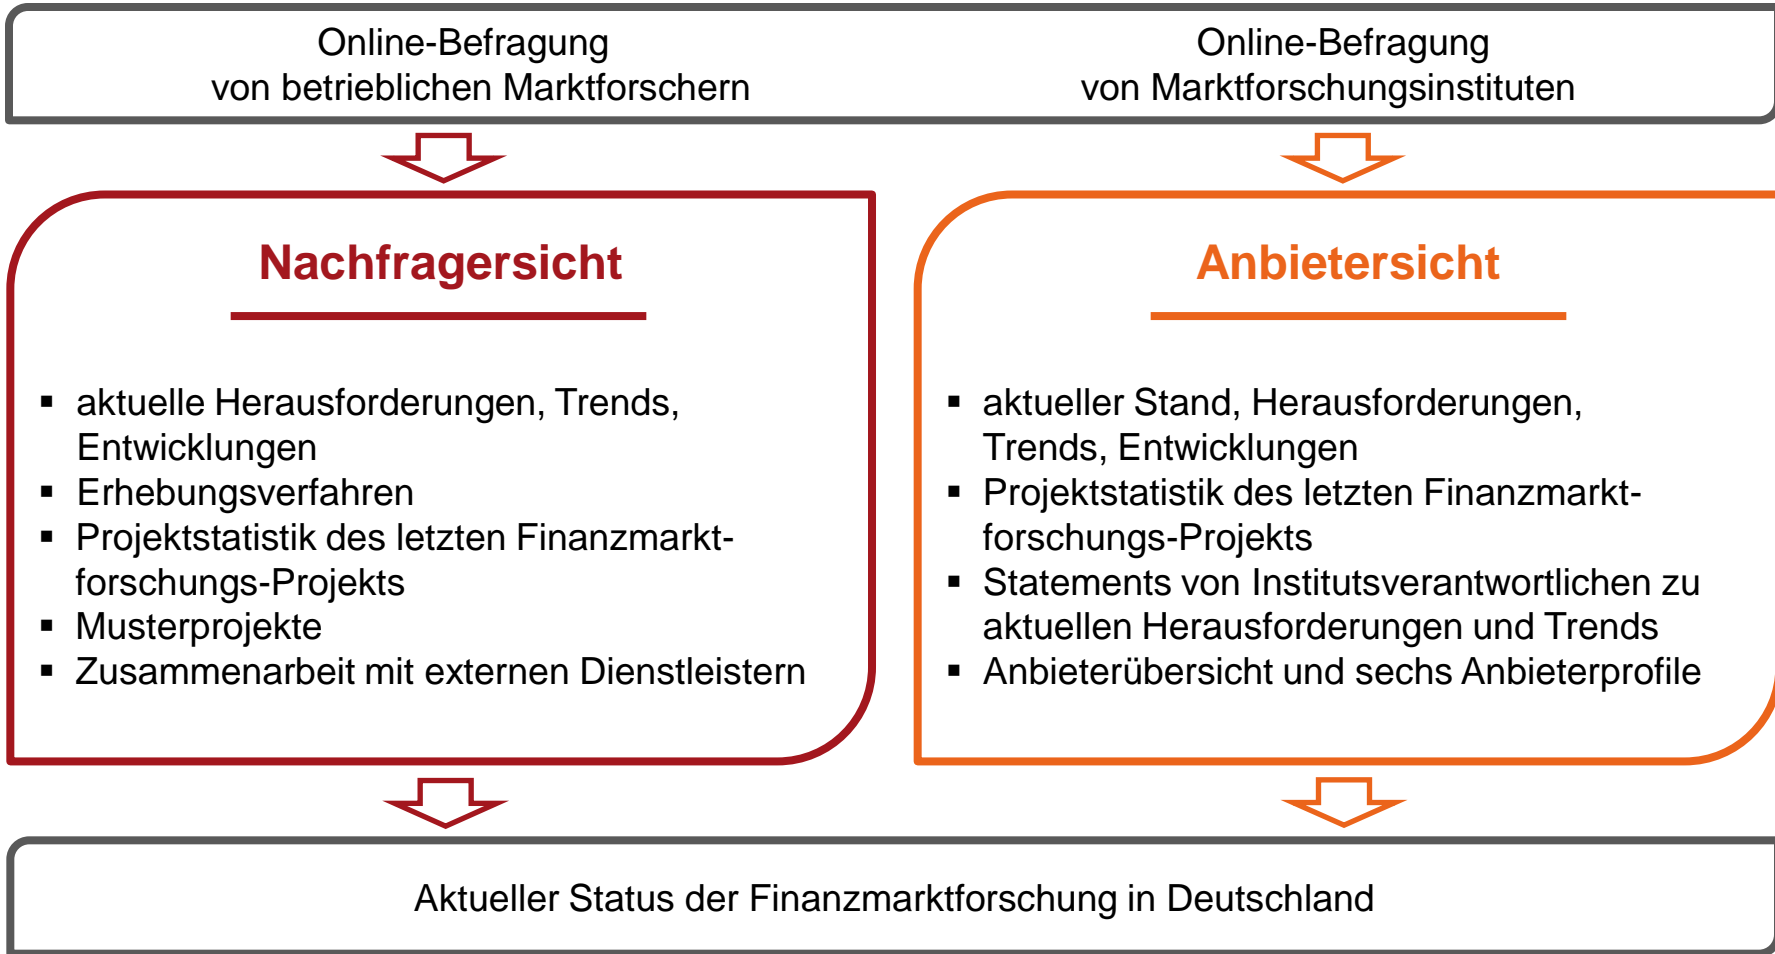 Online-Befragung
von betrieblichen Marktforschern
Online-Befragung
von Marktforschungsinstituten
Nachfragersicht
▪ aktuelle Herausforderungen, Trends,
Entwicklungen
▪ Erhebungsverfahren
▪ Projektstatistik des letzten Finanzmarkt-
forschungs-Projekts
▪ Musterprojekte
▪ Zusammenarbeit mit externen Dienstleistern
Anbietersicht
▪ aktueller Stand, Herausforderungen,
Trends, Entwicklungen
▪ Projektstatistik des letzten Finanzmarkt-
forschungs-Projekts
▪ Statements von Institutsverantwortlichen zu
aktuellen Herausforderungen und Trends
▪ Anbieterübersicht und sechs Anbieterprofile
Aktueller Status der Finanzmarktforschung in Deutschland